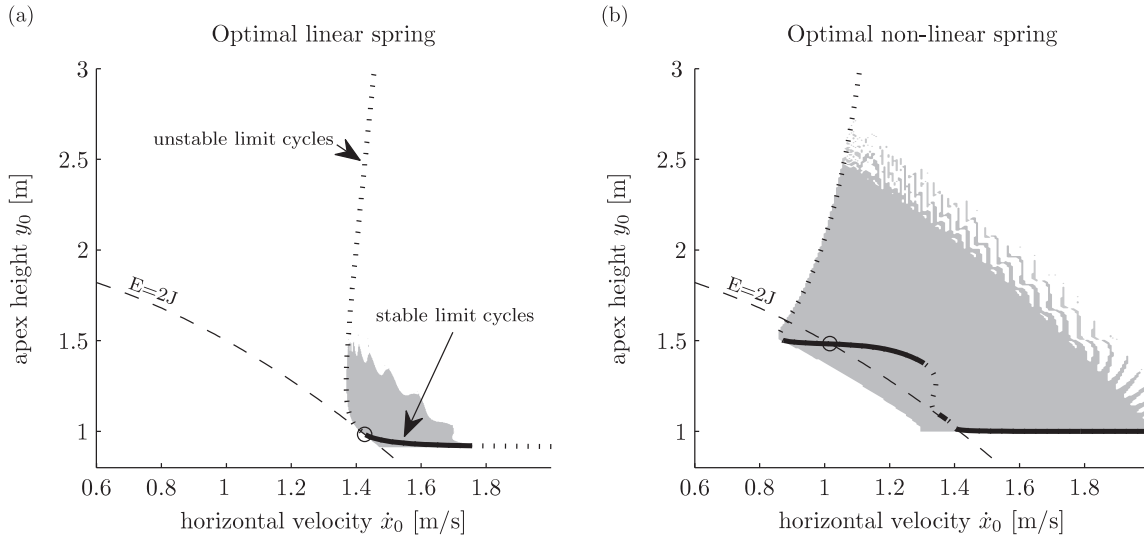 (a)
Optimal linear spring
3
2.5
2
1.5
1
apex height y₀ [m]
unstable limit cycles
E=2J
stable limit cycles
0.6 0.8 1 1.2 1.4 1.6 1.8
horizontal velocity ẋ₀ [m/s]
(b)
Optimal non-linear spring
3
2.5
2
1.5
1
apex height y₀ [m]
E=2J
0.6 0.8 1 1.2 1.4 1.6 1.8
horizontal velocity ẋ₀ [m/s]